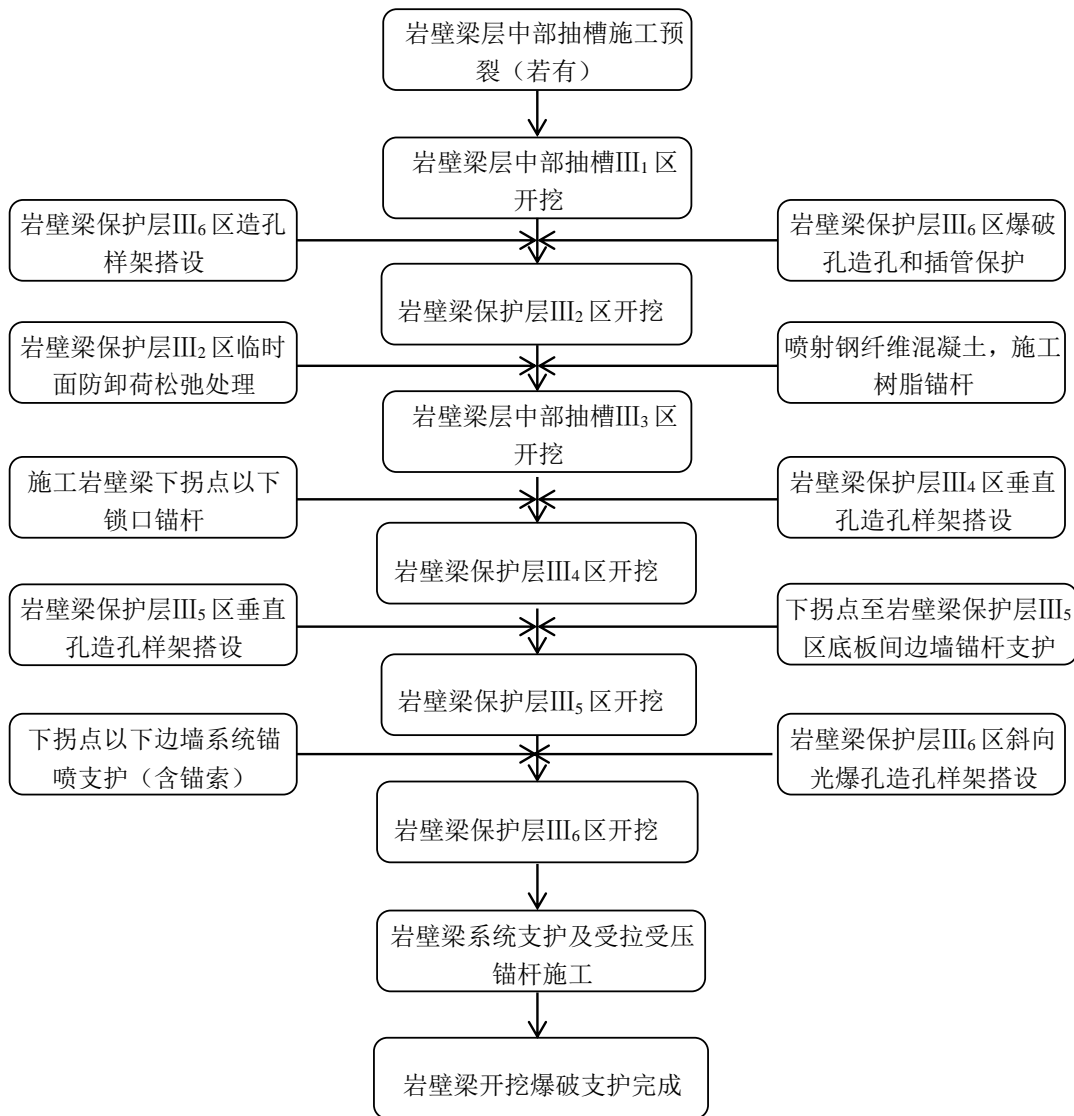 岩壁梁层中部抽槽施工预
裂（若有）
岩壁梁层中部抽槽Ⅲ₁区
开挖
岩壁梁保护层Ⅲ₆区造孔
样架搭设
岩壁梁保护层Ⅲ₆区爆破
孔造孔和插管保护
岩壁梁保护层Ⅲ₂区开挖
岩壁梁保护层Ⅲ₂区临时
面防卸荷松弛处理
喷射钢纤维混凝土，施工
树脂锚杆
岩壁梁层中部抽槽Ⅲ₃区
开挖
施工岩壁梁下拐点以下
锁口锚杆
岩壁梁保护层Ⅲ₄区垂直
孔造孔样架搭设
岩壁梁保护层Ⅲ₄区开挖
岩壁梁保护层Ⅲ₅区垂直
孔造孔样架搭设
下拐点至岩壁梁保护层Ⅲ₅
区底板间边墙锚杆支护
岩壁梁保护层Ⅲ₅区开挖
下拐点以下边墙系统锚
喷支护（含锚索）
岩壁梁保护层Ⅲ₆区斜向
光爆孔造孔样架搭设
岩壁梁保护层Ⅲ₆区开挖
岩壁梁系统支护及受拉受压
锚杆施工
岩壁梁开挖爆破支护完成